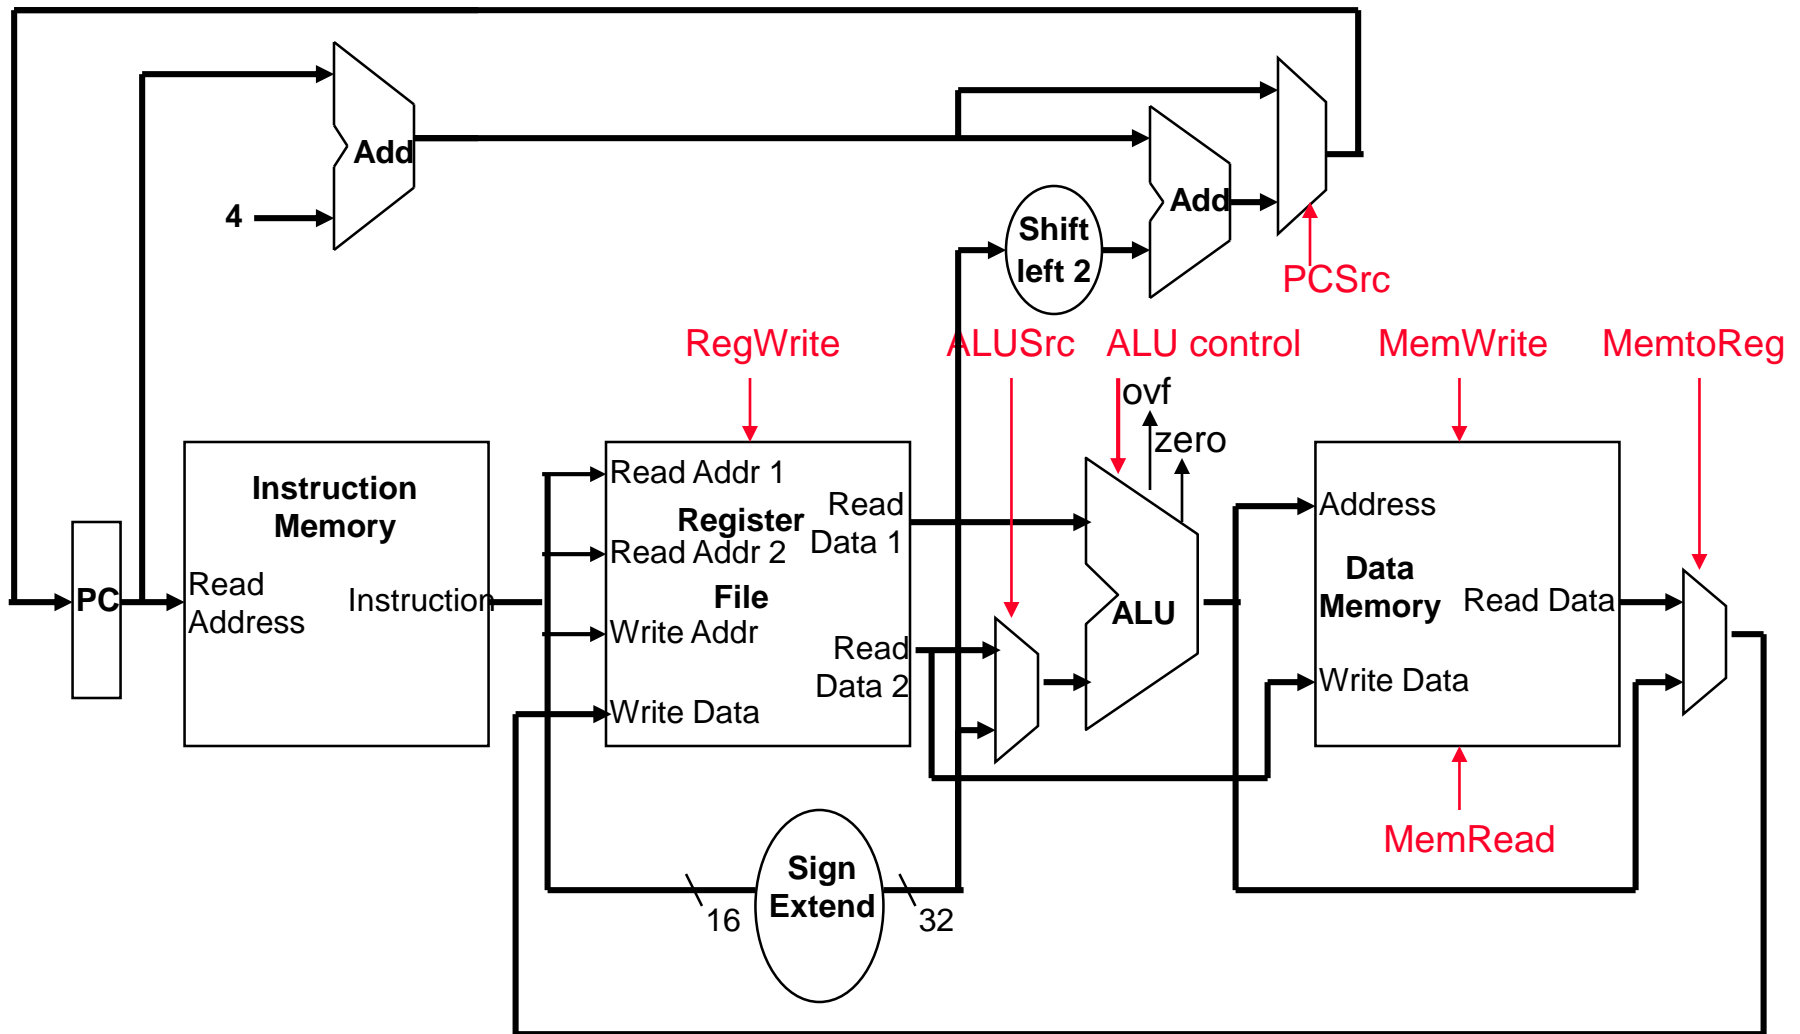 Add
4
Add
Shift
left 2
PCSrc
RegWrite
ALUSrc
ALU control
MemWrite
MemtoReg
ovf
zero
PC
Instruction
Memory
Read
Address
Instruction
Read Addr 1
Register
Read Addr 2
File
Write Addr
Write Data
Read
Data 1
Read
Data 2
ALU
Address
Data
Memory
Read Data
Write Data
MemRead
Sign
Extend
16
32